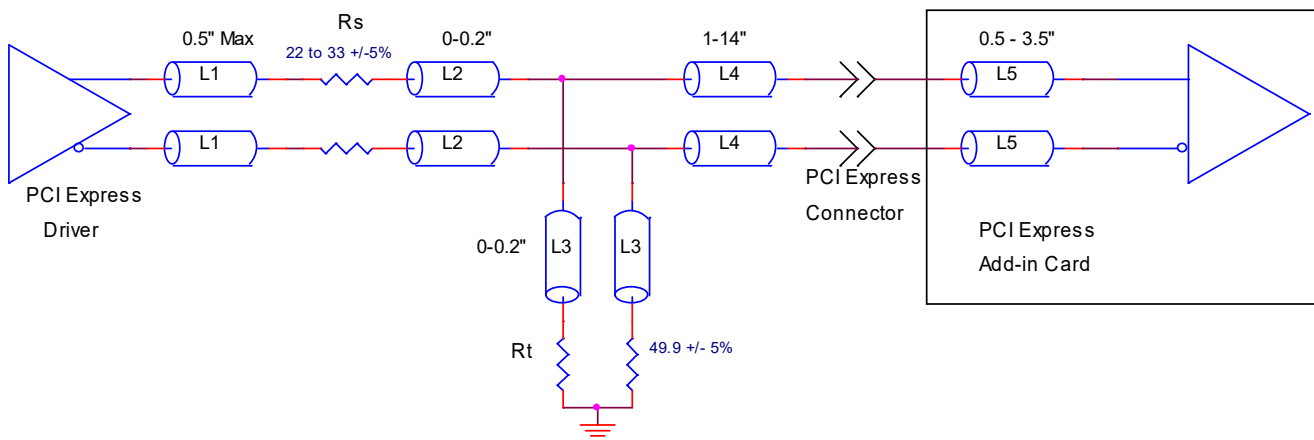 Rs
0.5" Max
22 to 33 +/-5%
0-0.2"
1-14"
0.5 - 3.5"
L1
L2
L4
L5
L1
L2
L4
L5
PCI Express
Driver
PCI Express
Connector
PCI Express
Add-in Card
0-0.2"
L3
L3
Rt
49.9 +/- 5%